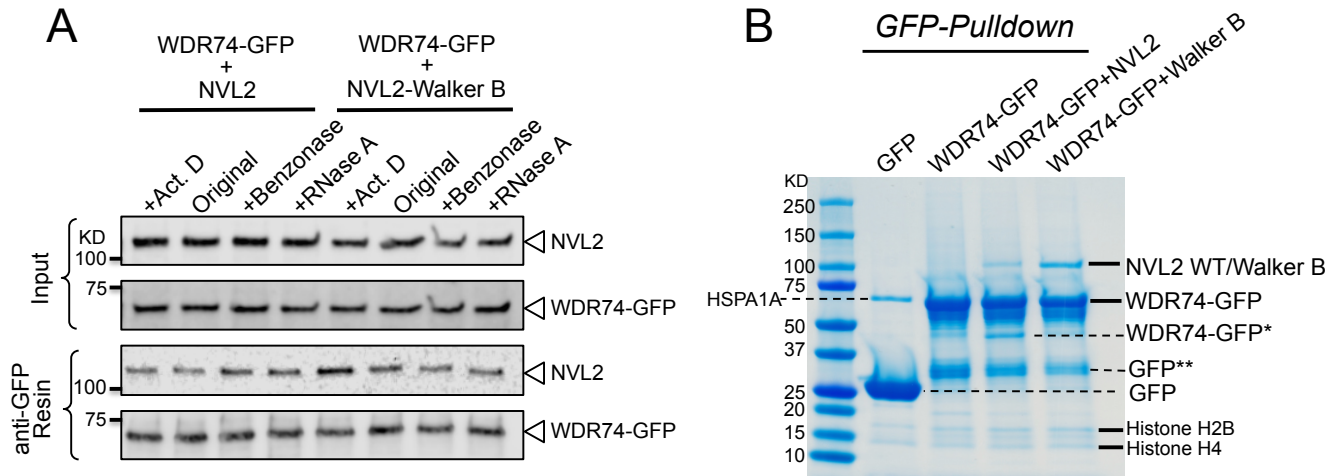 A
WDR74-GFP
+
NVL2
WDR74-GFP
+
NVL2-Walker B
+Act. D
Original
+Benzonase
+RNase A
+Act. D
Original
+Benzonase
+RNase A
Input
KD
100
NVL2
75
WDR74-GFP
anti-GFP
Resin
100
NVL2
75
WDR74-GFP
B
GFP-Pulldown
GFP
WDR74-GFP
WDR74-GFP+NVL2
WDR74-GFP+Walker B
KD
250
150
100
75
50
37
25
20
15
10
HSPA1A
NVL2 WT/Walker B
WDR74-GFP
WDR74-GFP*
GFP**
GFP
Histone H2B
Histone H4